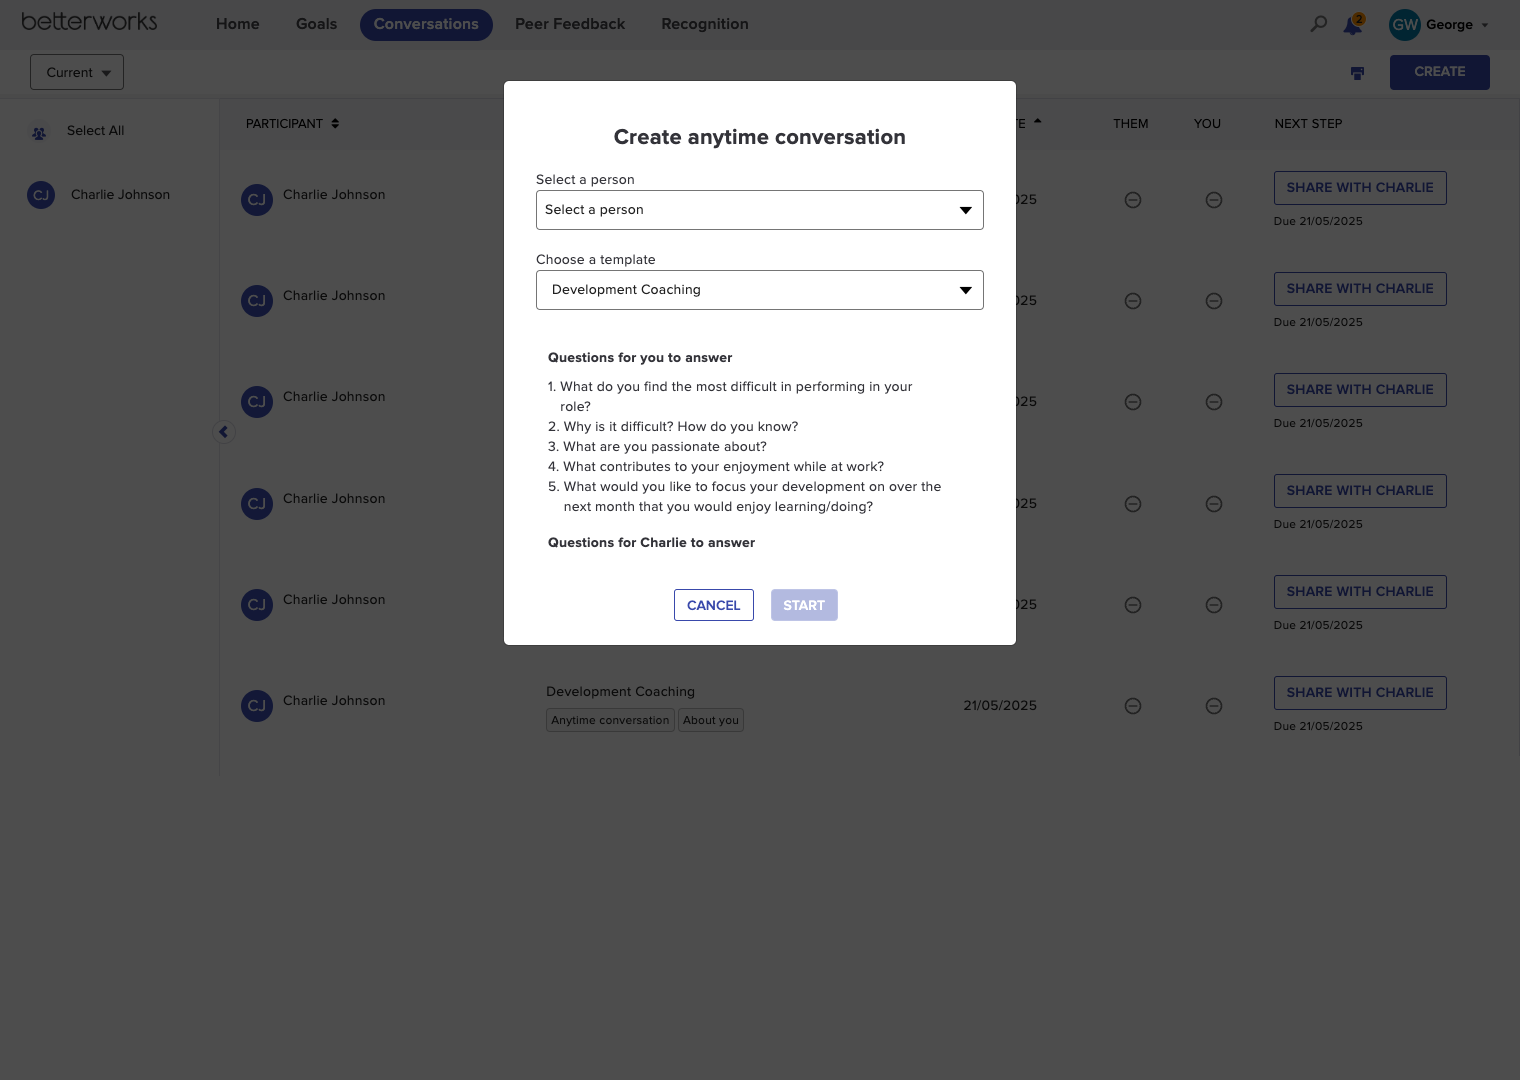 betterworks
Home
Goals
Conversations
Peer Feedback
Recognition
2
GW
George
Current
CREATE
Select All
CJ Charlie Johnson
PARTICIPANT
TE
THEM
YOU
NEXT STEP
CJ Charlie Johnson
025
SHARE WITH CHARLIE
Due 21/05/2025
CJ Charlie Johnson
025
SHARE WITH CHARLIE
Due 21/05/2025
CJ Charlie Johnson
025
SHARE WITH CHARLIE
Due 21/05/2025
CJ Charlie Johnson
025
SHARE WITH CHARLIE
Due 21/05/2025
CJ Charlie Johnson
025
SHARE WITH CHARLIE
Due 21/05/2025
CJ Charlie Johnson
Development Coaching
Anytime conversation
About you
21/05/2025
SHARE WITH CHARLIE
Due 21/05/2025
Create anytime conversation
Select a person
Select a person
Choose a template
Development Coaching
Questions for you to answer
1. What do you find the most difficult in performing in your
role?
2. Why is it difficult? How do you know?
3. What are you passionate about?
4. What contributes to your enjoyment while at work?
5. What would you like to focus your development on over the
next month that you would enjoy learning/doing?
Questions for Charlie to answer
CANCEL
START